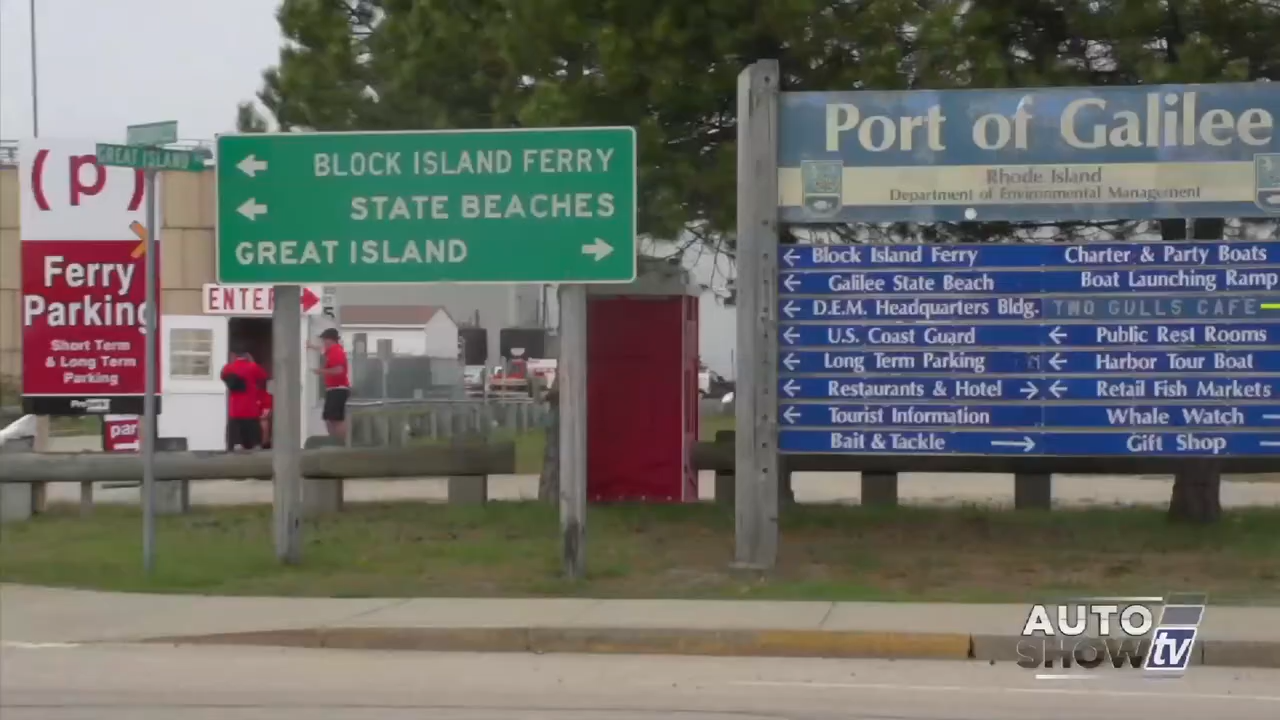 (p)
Ferry
Parking
Short Term
& Long Term
Parking
par
GREAT ISLAND
BLOCK ISLAND FERRY
STATE BEACHES
GREAT ISLAND
ENTER
Port of Galilee
Rhode Island
Department of Environmental Management
Block Island Ferry
Galilee State Beach
D.E.M. Headquarters Bldg.
U.S. Coast Guard
Long Term Parking
Restaurants & Hotel
Tourist Information
Bait & Tackle
Charter & Party Boats
Boat Launching Ramp
TWO GULLS CAFE
Public Rest Rooms
Harbor Tour Boat
Retail Fish Markets
Whale Watch
Gift Shop
AUTO
SHOW tv